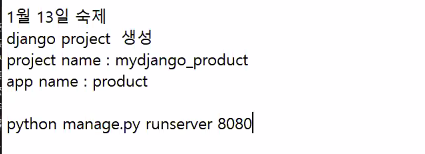 1월 13일 숙제
django project 생성
project name : mydjango_product
app name : product
python manage.py runserver 8080